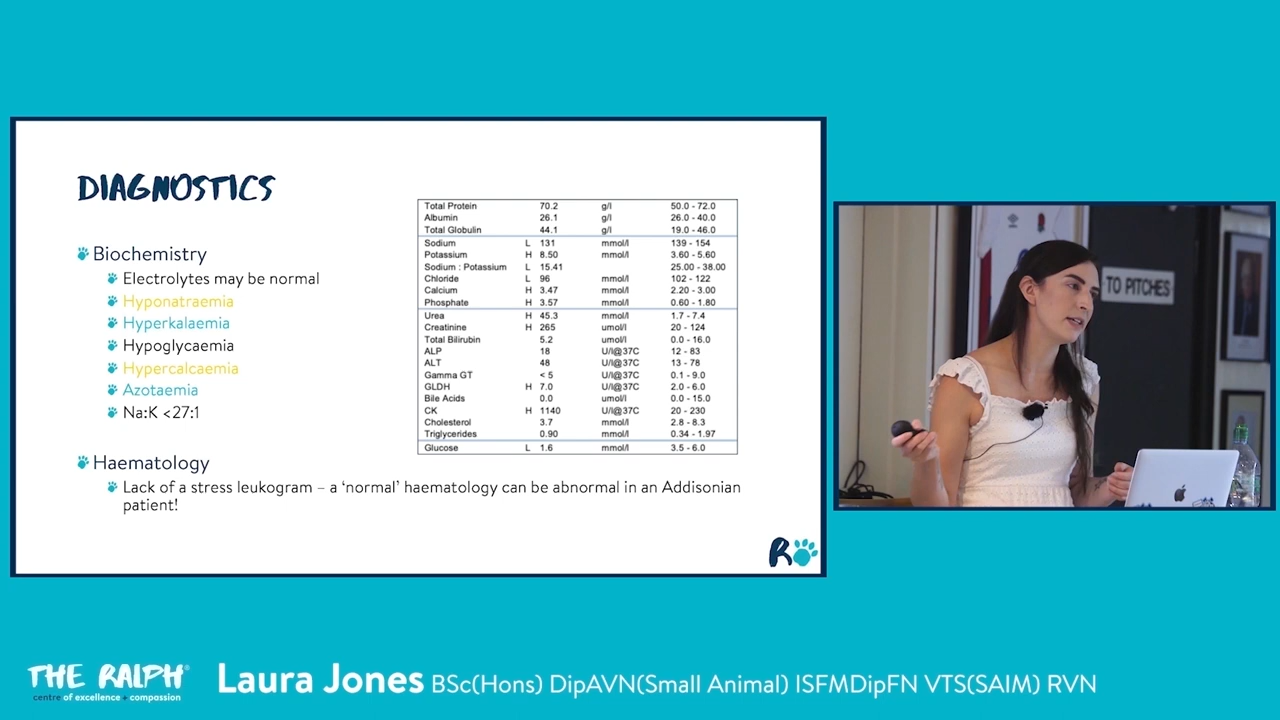 DIAGNOSTICS
Biochemistry
Electrolytes may be normal
Hyponatraemia
Hyperkalaemia
Hypoglycaemia
Hypercalcaemia
Azotaemia
Na:K <27:1
Haematology
Lack of a stress leukogram – a ‘normal’ haematology can be abnormal in an Addisonian
patient!
Total Protein 70.2 g/l 50.0 - 72.0
Albumin 26.1 g/l 26.0 - 40.0
Total Globulin 44.1 g/l 19.0 - 46.0
Sodium L 131 mmol/l 139 - 154
Potassium H 8.50 mmol/l 3.60 - 5.60
Sodium : Potassium L 15.41 25.00 - 38.00
Chloride L 96 mmol/l 102 - 122
Calcium H 3.47 mmol/l 2.20 - 3.00
Phosphate H 3.57 mmol/l 0.60 - 1.80
Urea H 45.3 mmol/l 1.7 - 7.4
Creatinine H 265 umol/l 20 - 124
Total Bilirubin 5.2 umol/l 0.0 - 16.0
ALP 18 U/l@37C 12 - 83
ALT 48 U/l@37C 13 - 78
Gamma GT < 5 U/l@37C 0.1 - 9.0
GLDH H 7.0 U/l@37C 2.0 - 6.0
Bile Acids 0.0 umol/l 0.0 - 15.0
CK H 1140 U/l@37C 20 - 230
Cholesterol 3.7 mmol/l 2.8 - 8.3
Triglycerides 0.90 mmol/l 0.34 - 1.97
Glucose L 1.6 mmol/l 3.5 - 6.0
R
TO PITCHES
THE RALPH®
centre of excellence + compassion
Laura Jones BSc(Hons) DipAVN(Small Animal) ISFMDipFN VTS(SAIM) RVN